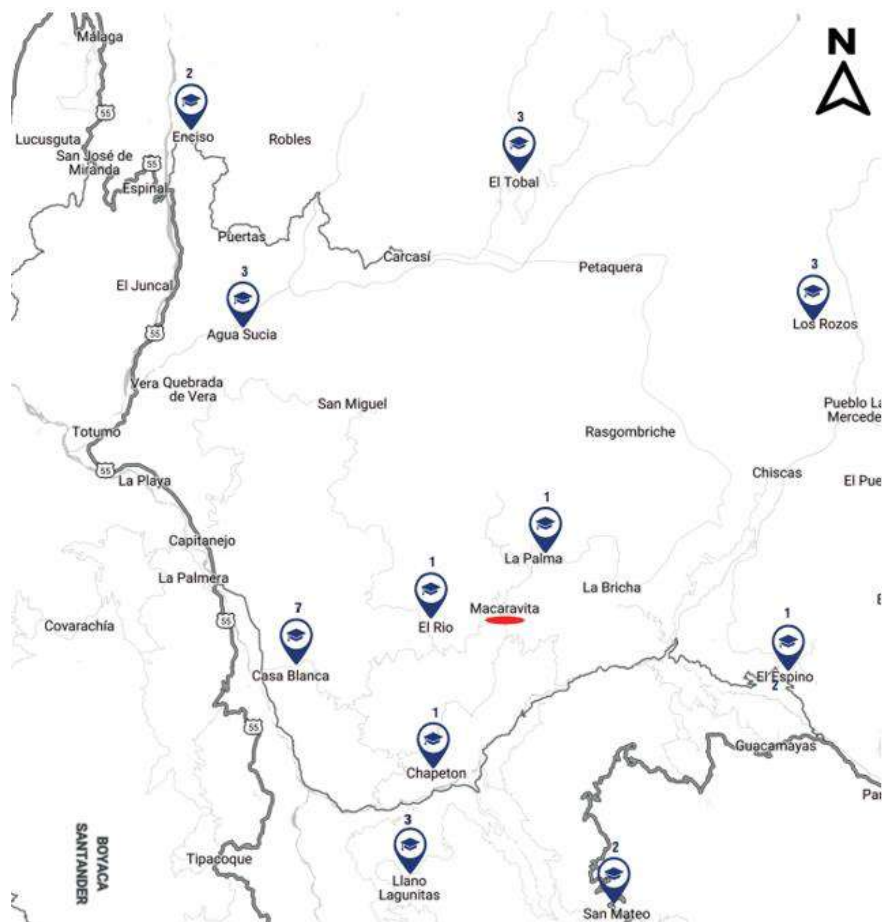 N
Málaga
55
2
Enciso
Lucusguta
San José de
Miranda
55
Robles
3
El Tobal
Espinal
Puertas
Carcasí
Petaquera
El Juncal
3
Agua Sucia
3
Los Rozos
55
Vera
Quebrada
de Vera
San Miguel
Pueblo La
Mercede
Totumo
Rasgombriche
55
La Playa
Chiscas
El Pue
1
La Palma
Capitanejo
La Palmera
1
El Rio
Macaravita
La Bricha
E
Covarachía
55
7
Casa Blanca
1
El Espino
2
55
1
Chapeton
Guacamayas
Pan
BOYACA
SANTANDER
Tipacoque
3
Llano
Lagunitas
2
San Mateo